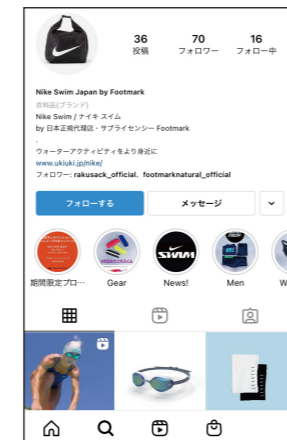 36 70 16
投稿 フォロワー フォロー中
Nike Swim Japan by Footmark
衣料品(ブランド)
Nike Swim / ナイキ スイム
by 日本正規代理店・サブライセンシー Footmark
.
ウォーターアクティビティをより身近に
www.ukiuki.jp/nike/
フォロワー: rakusack_official、footmarknatural_official
フォローする メッセージ
SWIM
期間限定プロ… Gear News! Men W